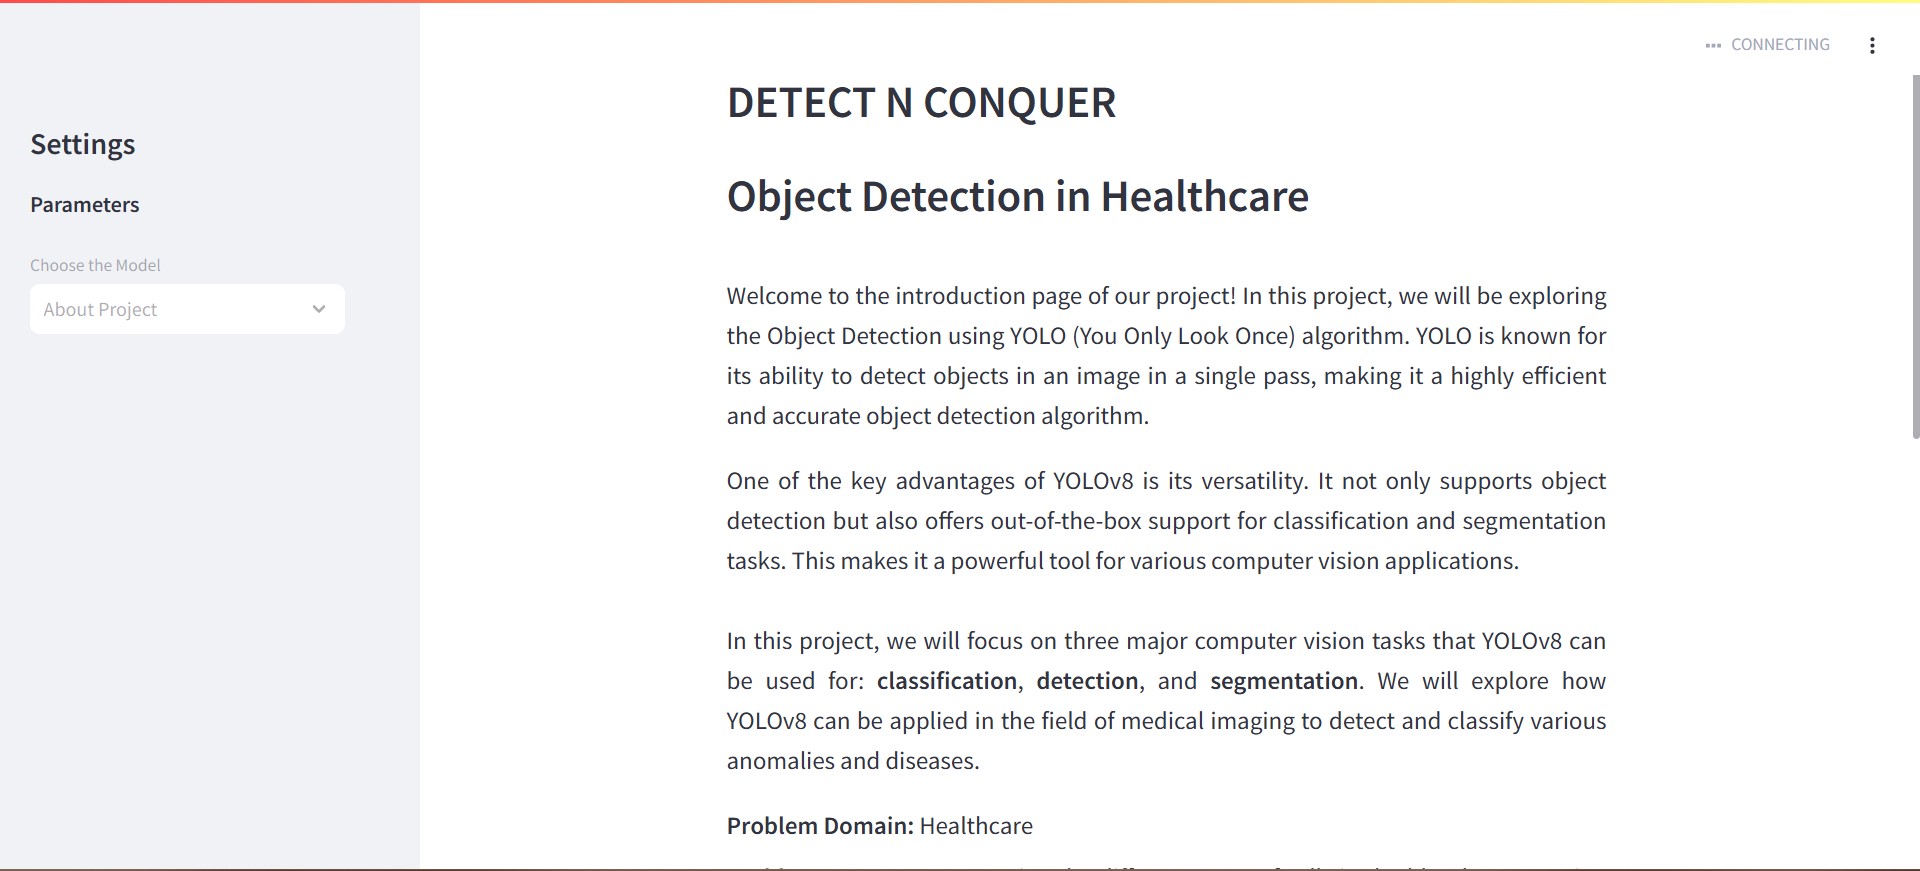 CONNECTING
Settings
Parameters
Choose the Model
About Project
DETECT N CONQUER
Object Detection in Healthcare
Welcome to the introduction page of our project! In this project, we will be exploring
the Object Detection using YOLO (You Only Look Once) algorithm. YOLO is known for
its ability to detect objects in an image in a single pass, making it a highly efficient
and accurate object detection algorithm.
One of the key advantages of YOLOv8 is its versatility. It not only supports object
detection but also offers out-of-the-box support for classification and segmentation
tasks. This makes it a powerful tool for various computer vision applications.
In this project, we will focus on three major computer vision tasks that YOLOv8 can
be used for: classification, detection, and segmentation. We will explore how
YOLOv8 can be applied in the field of medical imaging to detect and classify various
anomalies and diseases.
Problem Domain: Healthcare